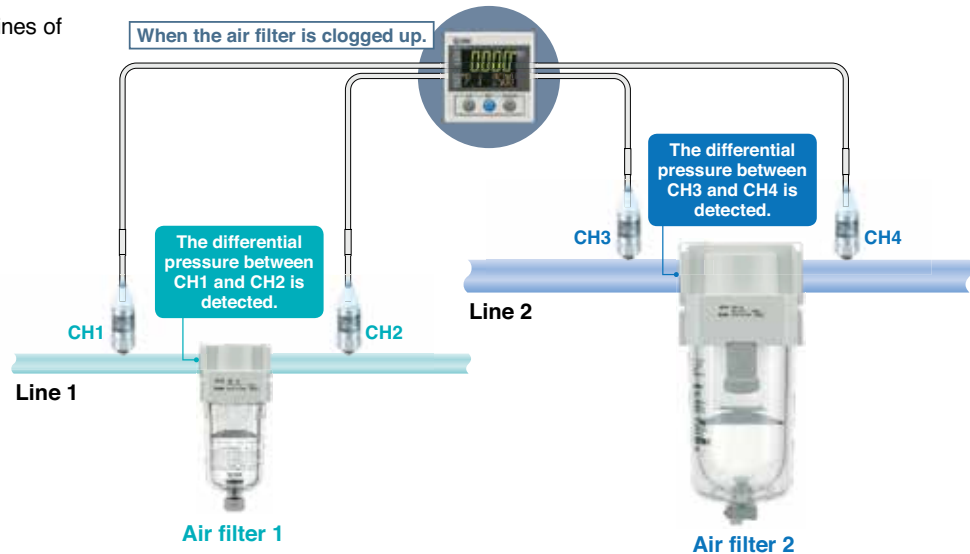 ines of
When the air filter is clogged up.
The differential
pressure between
CH3 and CH4 is
detected.
CH3
CH4
The differential
pressure between
CH1 and CH2 is
detected.
CH1
CH2
Line 2
Line 1
Air filter 1
Air filter 2